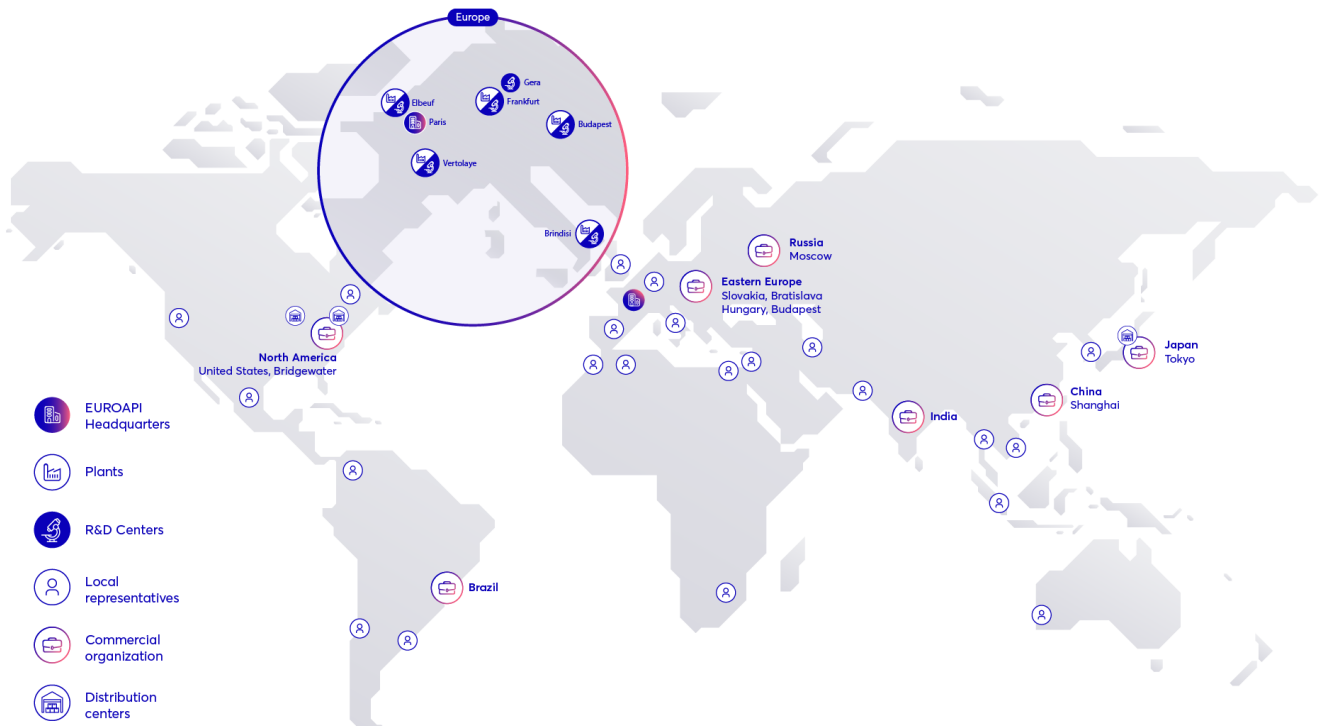 Europe
Gera
Elbeuf
Frankfurt
Paris
Budapest
Vertolaye
Brindisi
Russia
Moscow
Eastern Europe
Slovakia, Bratislava
Hungary, Budapest
North America
United States, Bridgewater
Japan
Tokyo
China
Shanghai
India
Brazil
EUROAPI
Headquarters
Plants
R&D Centers
Local
representatives
Commercial
organization
Distribution
centers